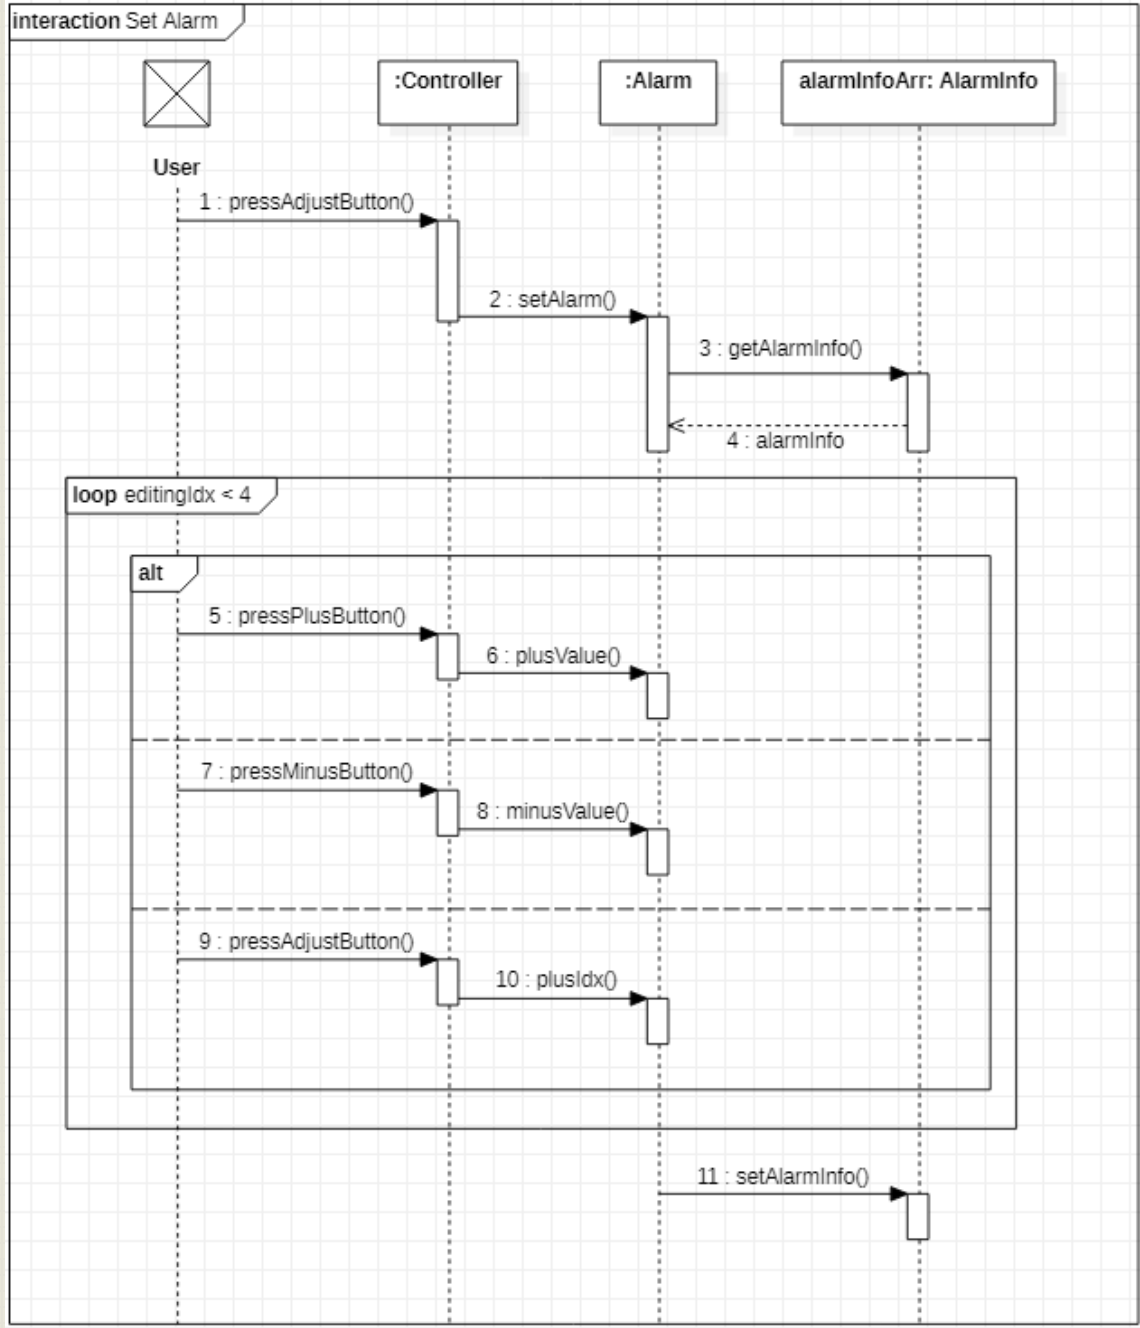 interaction Set Alarm
:Controller
:Alarm
alarmInfoArr: AlarmInfo
User
1 : pressAdjustButton()
2 : setAlarm()
3 : getAlarmInfo()
4 : alarmInfo
loop editingIdx < 4
alt
5 : pressPlusButton()
6 : plusValue()
7 : pressMinusButton()
8 : minusValue()
9 : pressAdjustButton()
10 : plusIdx()
11 : setAlarmInfo()